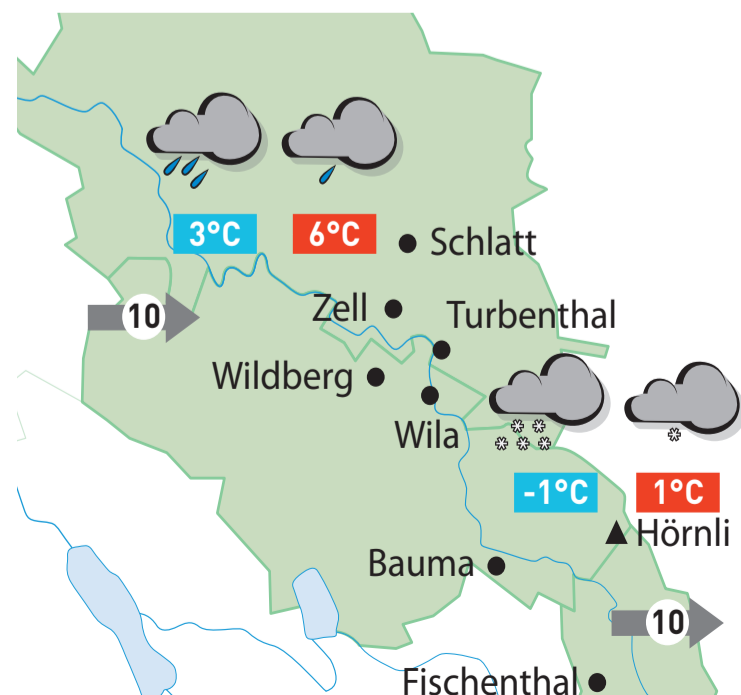 3°C
6°C
Schlatt
Zell
10
Turbenthal
Wildberg
Wila
-1°C
1°C
Hörnli
Bauma
10
Fischenthal